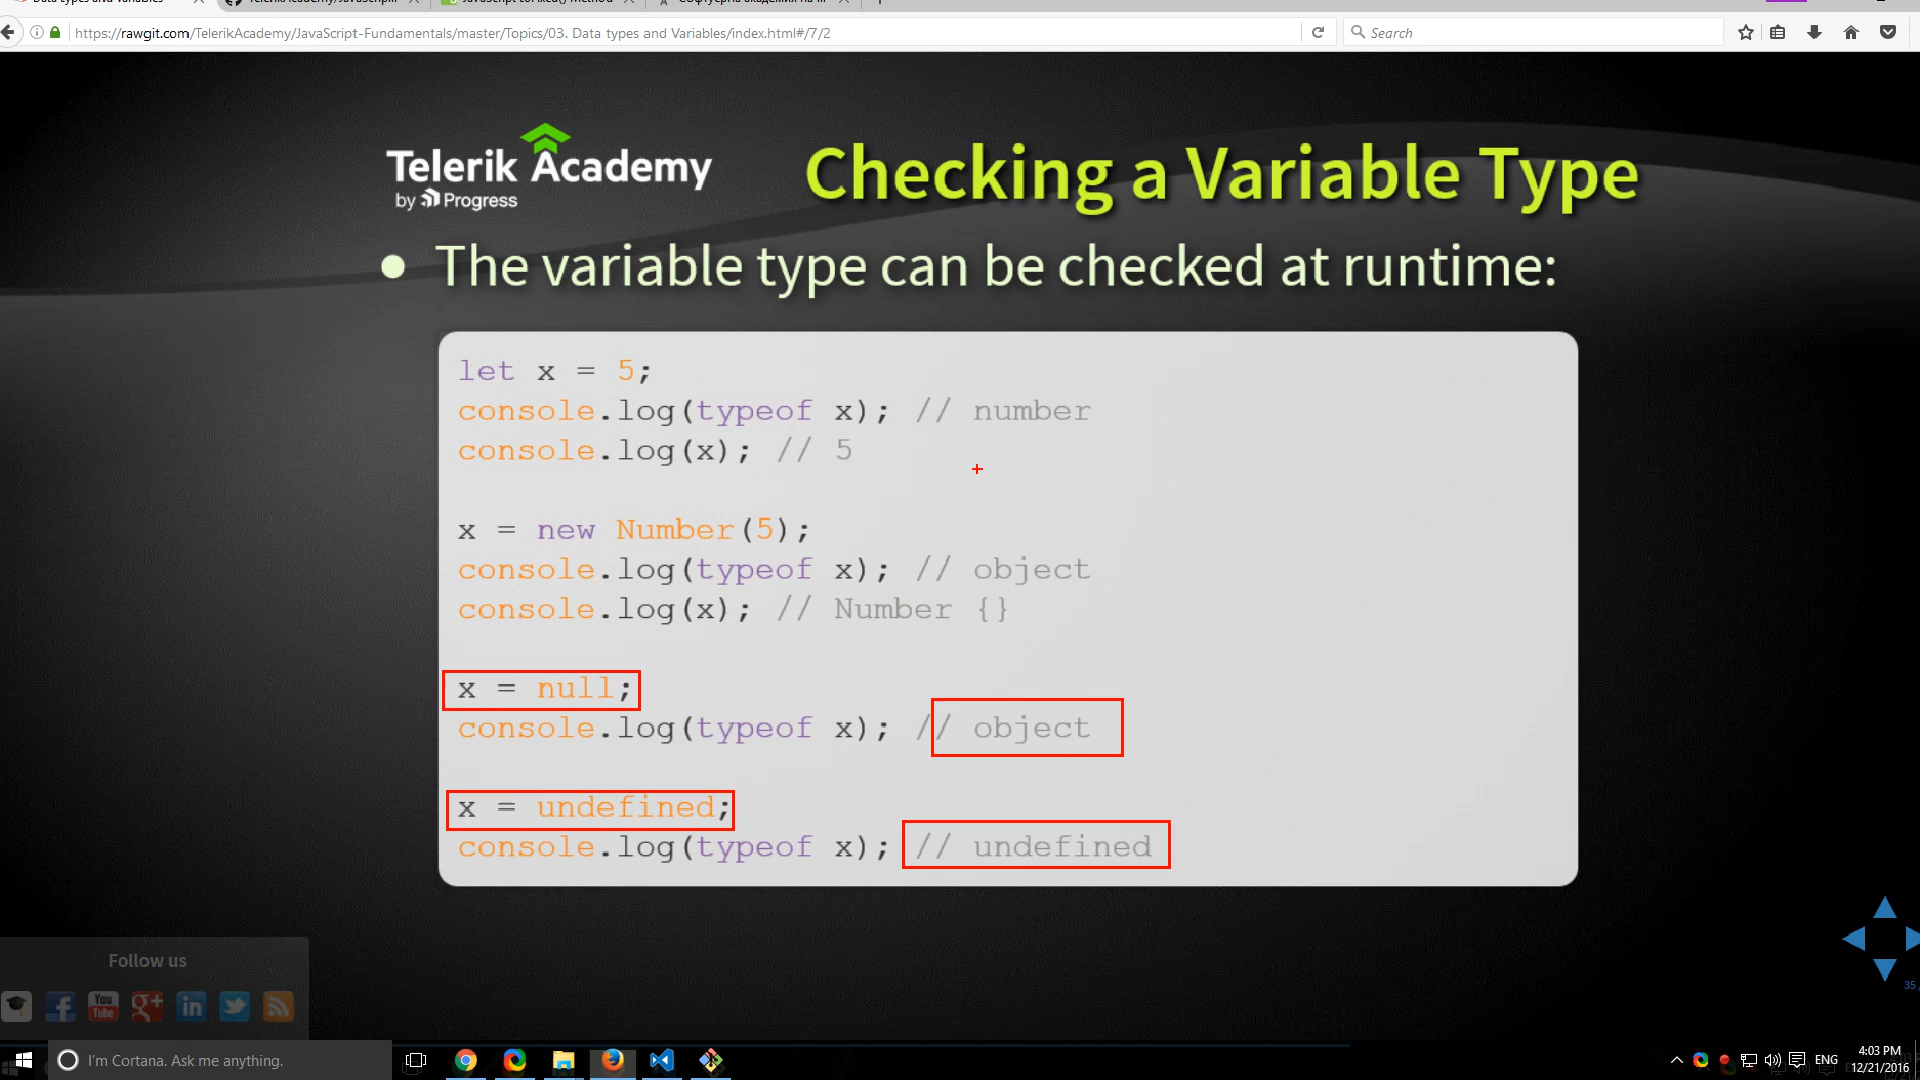 https://rawgit.com/TelerikAcademy/JavaScript-Fundamentals/master/Topics/03. Data types and Variables/index.html#/7/2
Search
Telerik Academy
by Progress
Checking a Variable Type
The variable type can be checked at runtime:
let x = 5;
console.log(typeof x); // number
console.log(x); // 5
x = new Number(5);
console.log(typeof x); // object
console.log(x); // Number {}
x = null;
console.log(typeof x); // object
x = undefined;
console.log(typeof x); // undefined
Follow us
You
Tube
35
I'm Cortana. Ask me anything.
ENG
4:03 PM
12/21/2016